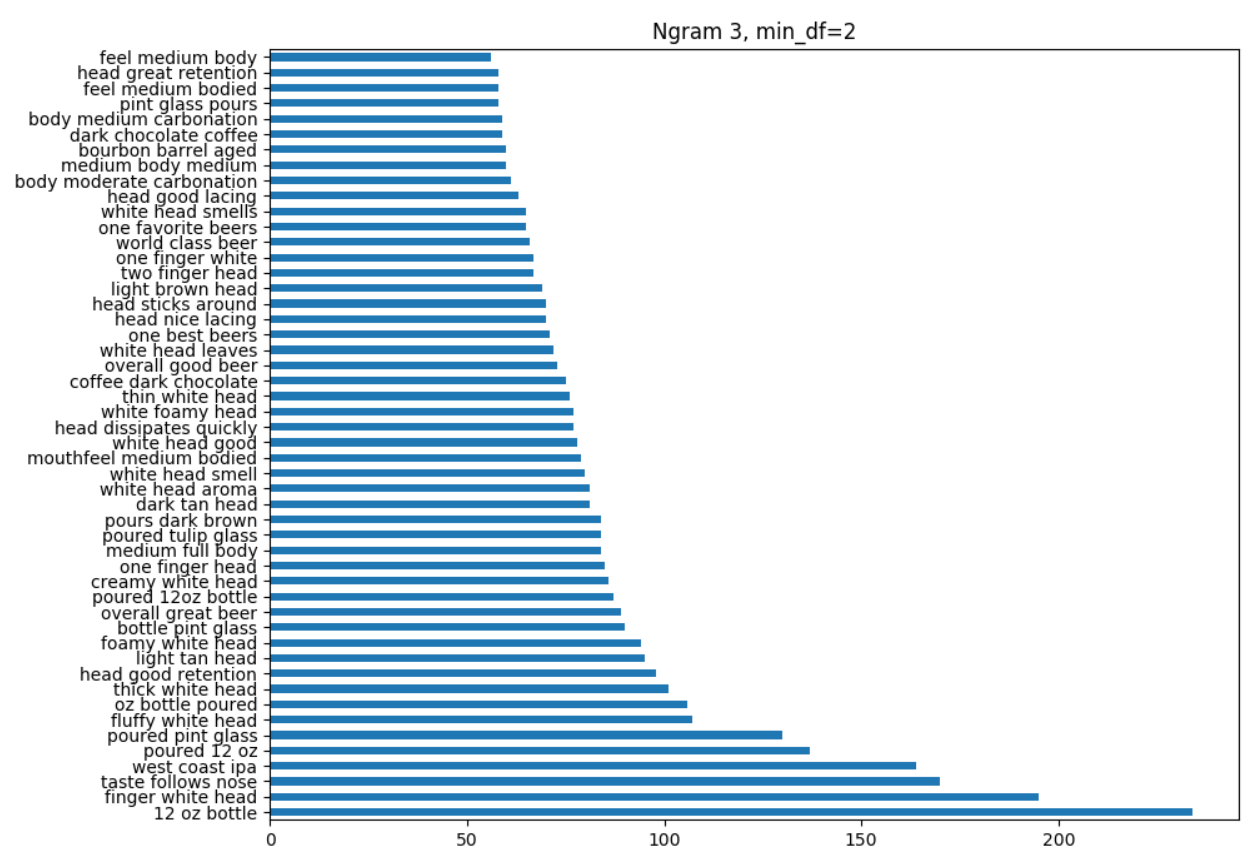 Ngram 3, min_df=2
feel medium body
head great retention
feel medium bodied
pint glass pours
body medium carbonation
dark chocolate coffee
bourbon barrel aged
medium body medium
body moderate carbonation
head good lacing
white head smells
one favorite beers
world class beer
one finger white
two finger head
light brown head
head sticks around
head nice lacing
one best beers
white head leaves
overall good beer
coffee dark chocolate
thin white head
white foamy head
head dissipates quickly
white head good
mouthfeel medium bodied
white head smell
white head aroma
dark tan head
pours dark brown
poured tulip glass
medium full body
one finger head
creamy white head
poured 12oz bottle
overall great beer
bottle pint glass
foamy white head
light tan head
head good retention
thick white head
oz bottle poured
fluffy white head
poured pint glass
poured 12 oz
west coast ipa
taste follows nose
finger white head
12 oz bottle
0 50 100 150 200